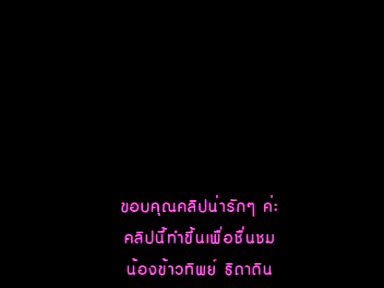 ขอบคุณคลิปน่ารักๆ ค่ะ
คลิปนี้ทำขึ้นเพื่อชื่นชม
น้องข้าวทิพย์ ธิดาดิน